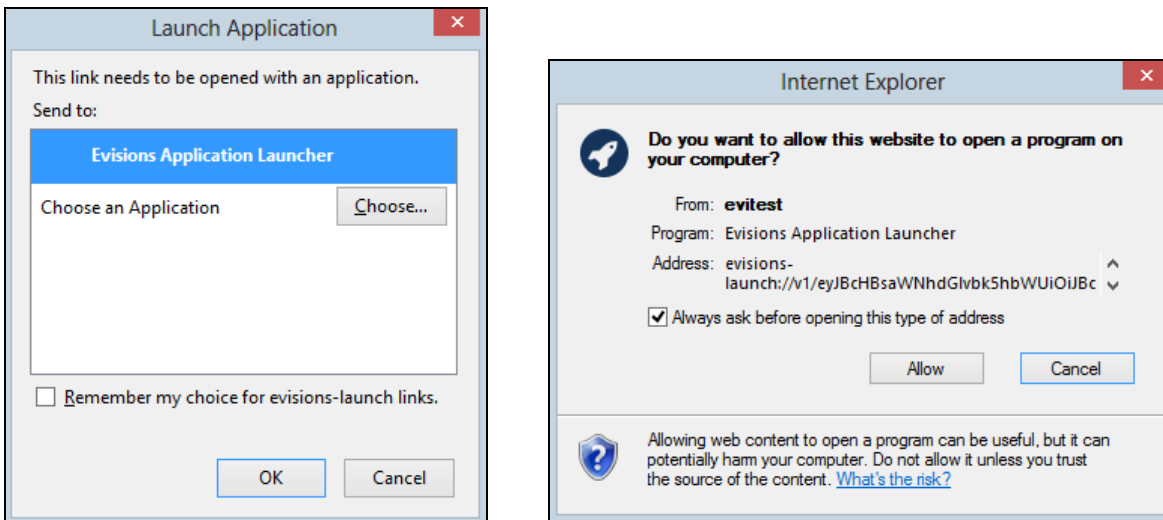 Launch Application
This link needs to be opened with an application.
Send to:
Evisions Application Launcher
Choose an Application
Choose...
Remember my choice for evisions-launch links.
OK
Cancel
Internet Explorer
Do you want to allow this website to open a program on
your computer?
From: evitest
Program: Evisions Application Launcher
Address: evisions-
launch://v1/eyJBcHBsaWNhdGlvbk5hbWUiOiJBc
Always ask before opening this type of address
Allow
Cancel
Allowing web content to open a program can be useful, but it can
potentially harm your computer. Do not allow it unless you trust
the source of the content. What's the risk?